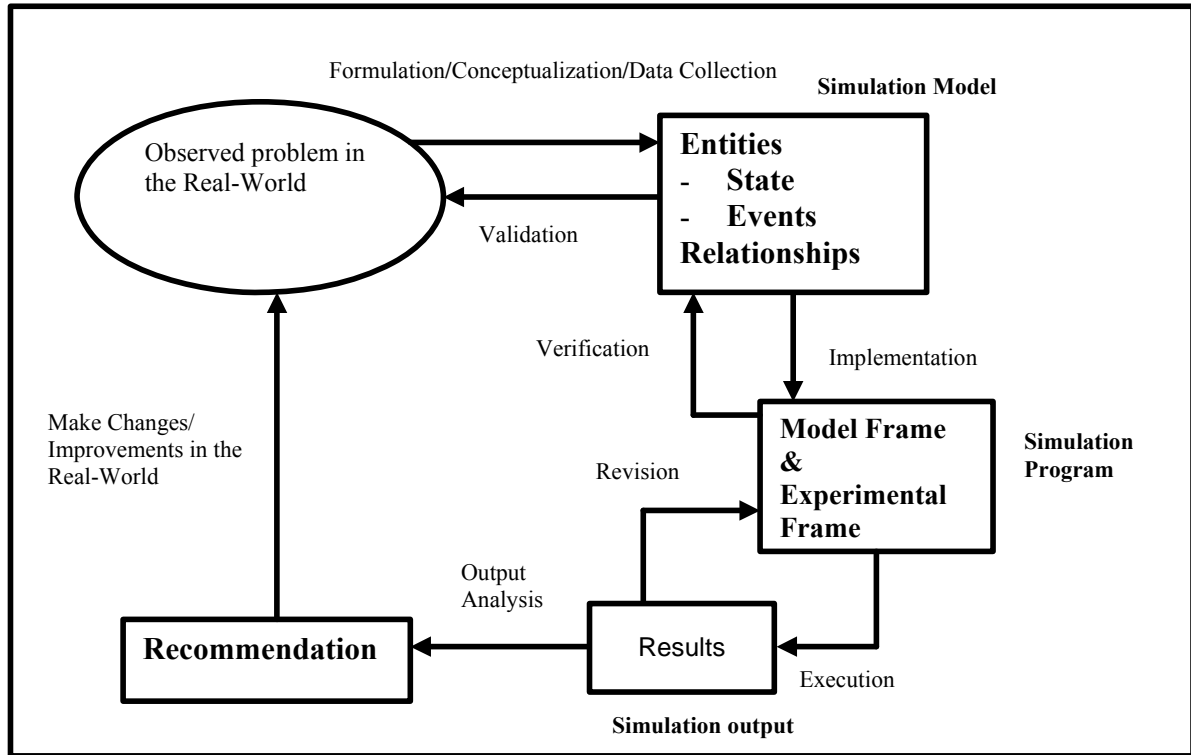 Formulation/Conceptualization/Data Collection
Simulation Model
Observed problem in
the Real-World
Entities
- State
- Events
Relationships
Validation
Verification
Implementation
Make Changes/
Improvements in the
Real-World
Model Frame
&
Experimental
Frame
Simulation
Program
Revision
Output
Analysis
Recommendation
Results
Execution
Simulation output